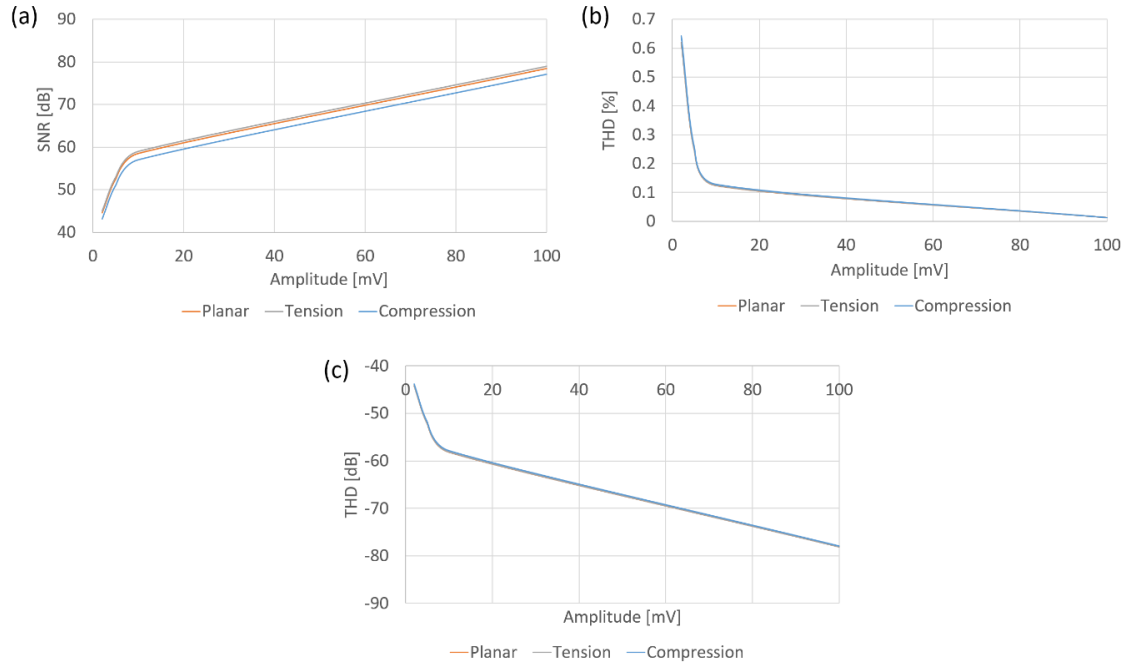 (a)
90
80
70
60
50
40
SNR [dB]
0 20 40 60 80 100
Amplitude [mV]
Planar Tension Compression
(b)
0.7
0.6
0.5
0.4
0.3
0.2
0.1
0
THD [%]
0 20 40 60 80 100
Amplitude [mV]
Planar Tension Compression
(c)
-40
0 20 40 60 80 100
-50
-60
-70
-80
-90
THD [dB]
Amplitude [mV]
Planar Tension Compression